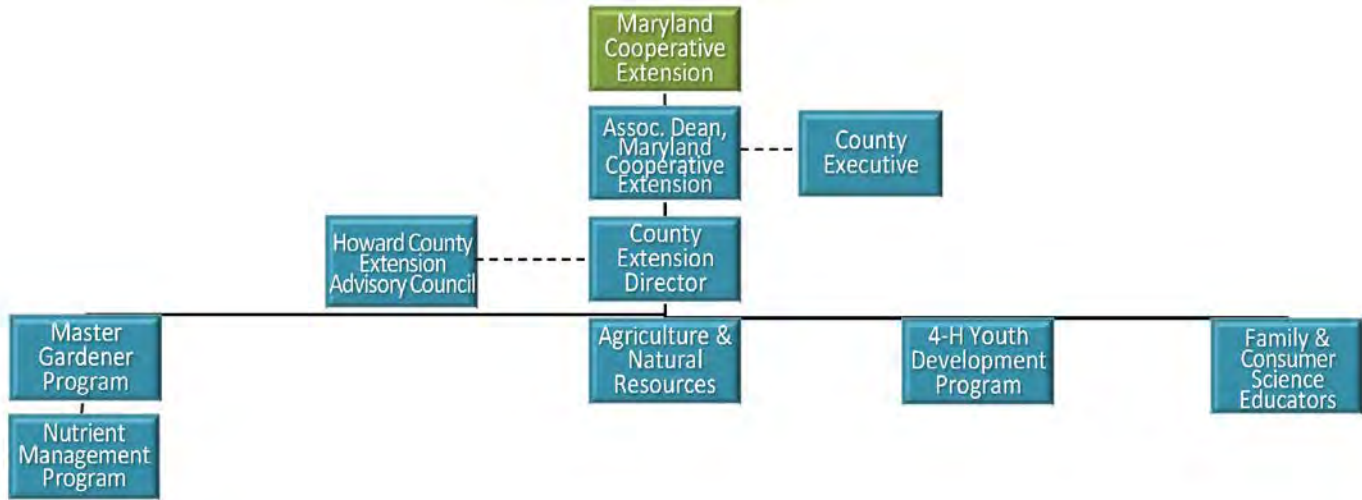 Maryland
Cooperative
Extension
Assoc. Dean,
Maryland
Cooperative
Extension
County
Executive
Howard County
Extension
Advisory Council
County
Extension
Director
Master
Gardener
Program
Agriculture &
Natural
Resources
4-H Youth
Development
Program
Family &
Consumer
Science
Educators
Nutrient
Management
Program